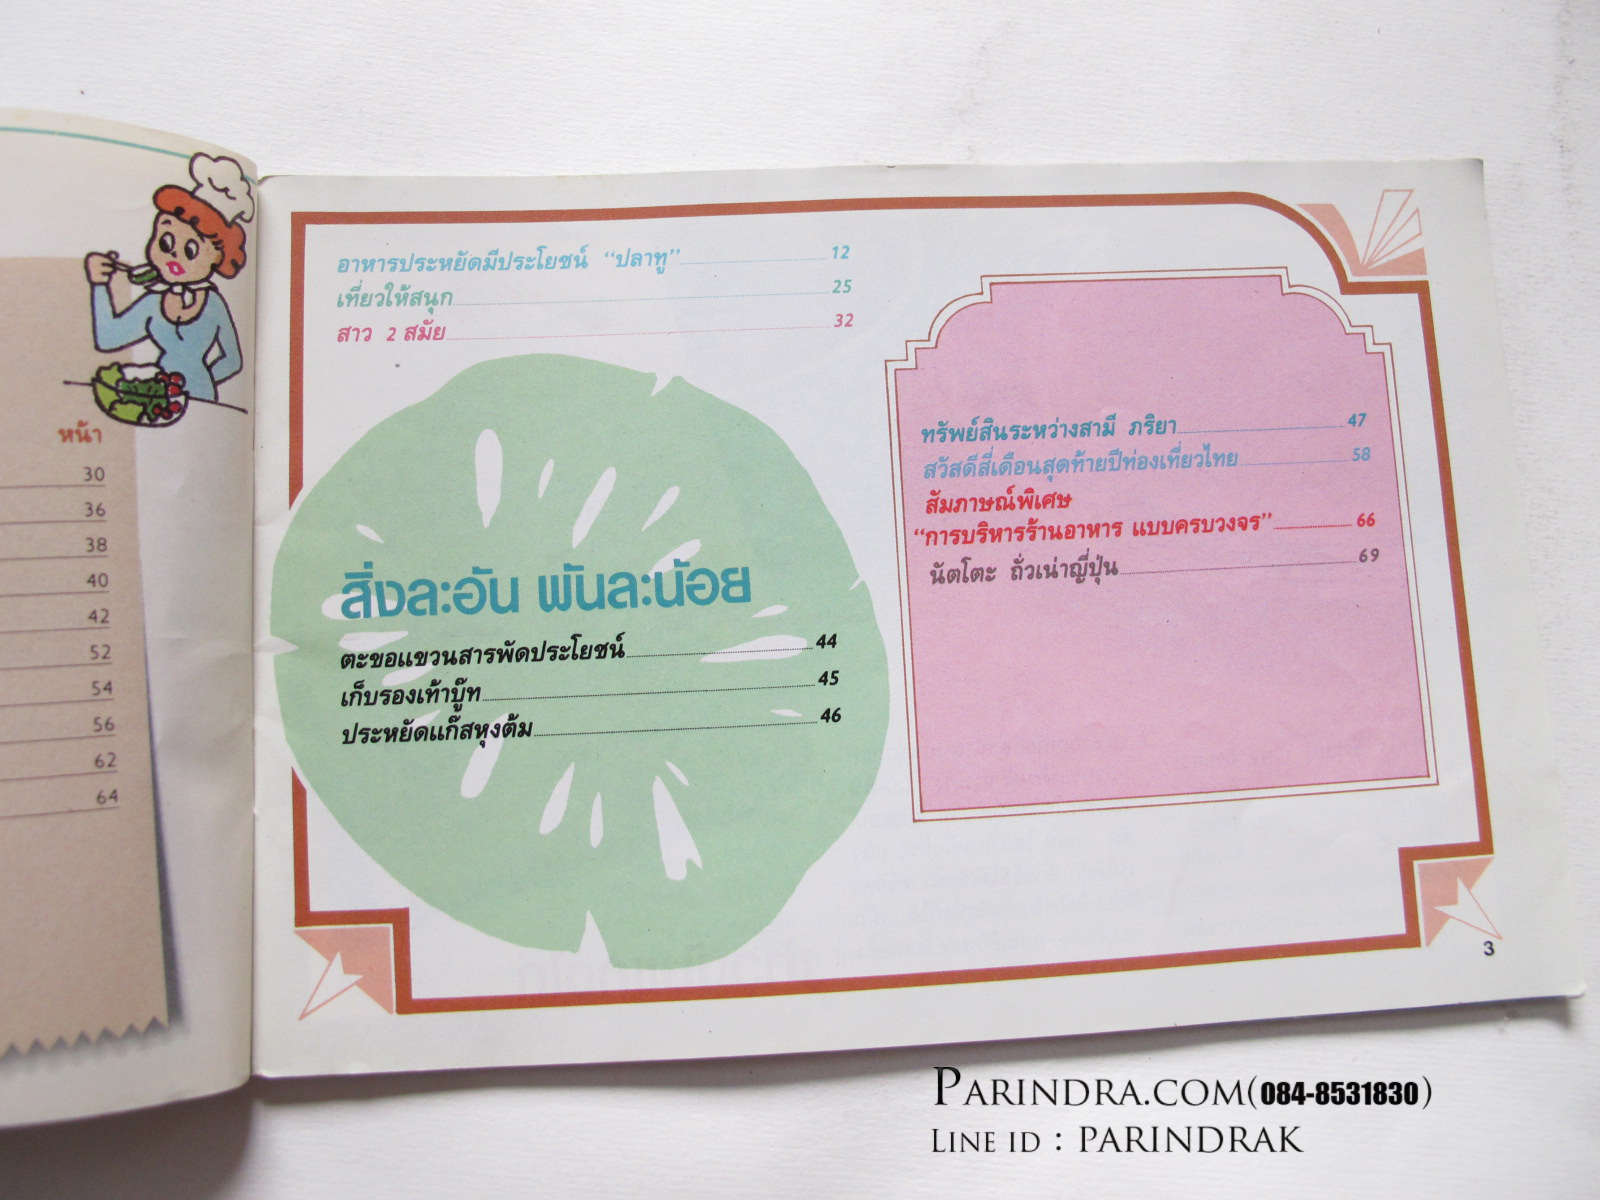 หน้า
30
36
38
40
42
52
54
56
62
64
อาหารประหยัดมีประโยชน์ “ปลาทู” 12
เที่ยวให้สนุก 25
สาว 2 สมัย 32
สิ่งละอัน พันละน้อย
ตะขอแขวนสารพัดประโยชน์ 44
เก็บรองเท้าบู๊ท 45
ประหยัดแก๊สหุงต้ม 46
ทรัพย์สินระหว่างสามี ภริยา 47
สวัสดีสี่เดือนสุดท้ายปีท่องเที่ยวไทย 58
สัมภาษณ์พิเศษ
“การบริหารร้านอาหาร แบบครบวงจร” 66
นัตโตะ ถั่วเน่าญี่ปุ่น 69
3
PARINDRA.COM(084-8531830)
LINE ID : PARINDRAK